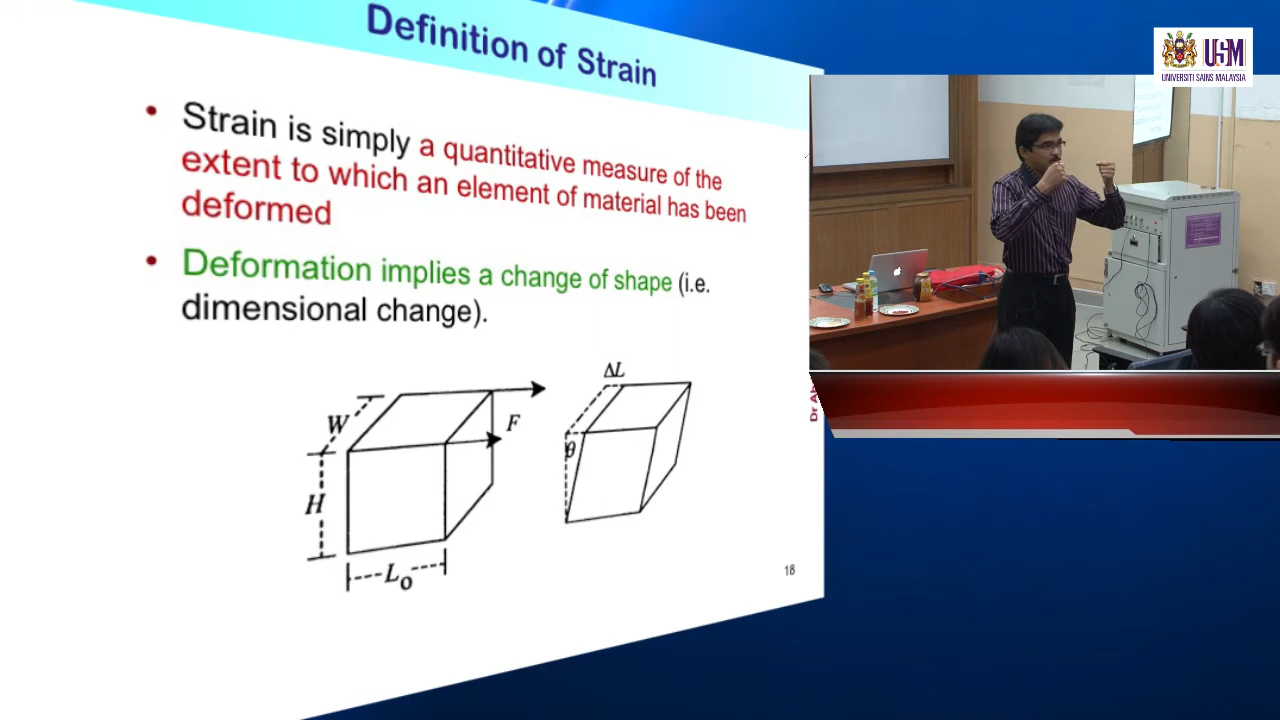 Definition of Strain
• Strain is simply a quantitative measure of the
extent to which an element of material has been
deformed
• Deformation implies a change of shape (i.e.
dimensional change).
ΔL
W
F
θ
H
L₀
18
USM
UNIVERSITI SAINS MALAYSIA